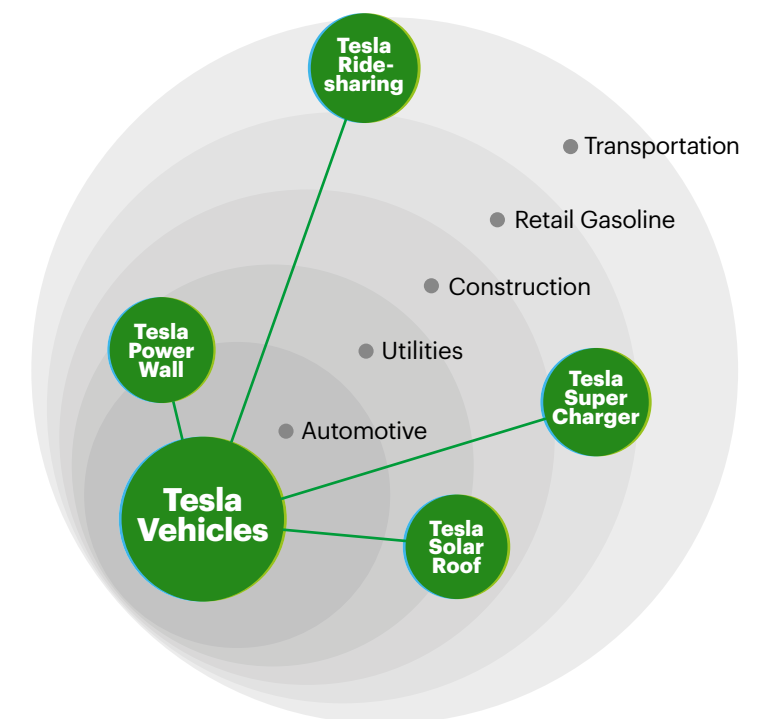 Tesla
Ride-
sharing
Transportation
Retail Gasoline
Construction
Tesla
Power
Wall
Utilities
Tesla
Super
Charger
Automotive
Tesla
Vehicles
Tesla
Solar
Roof